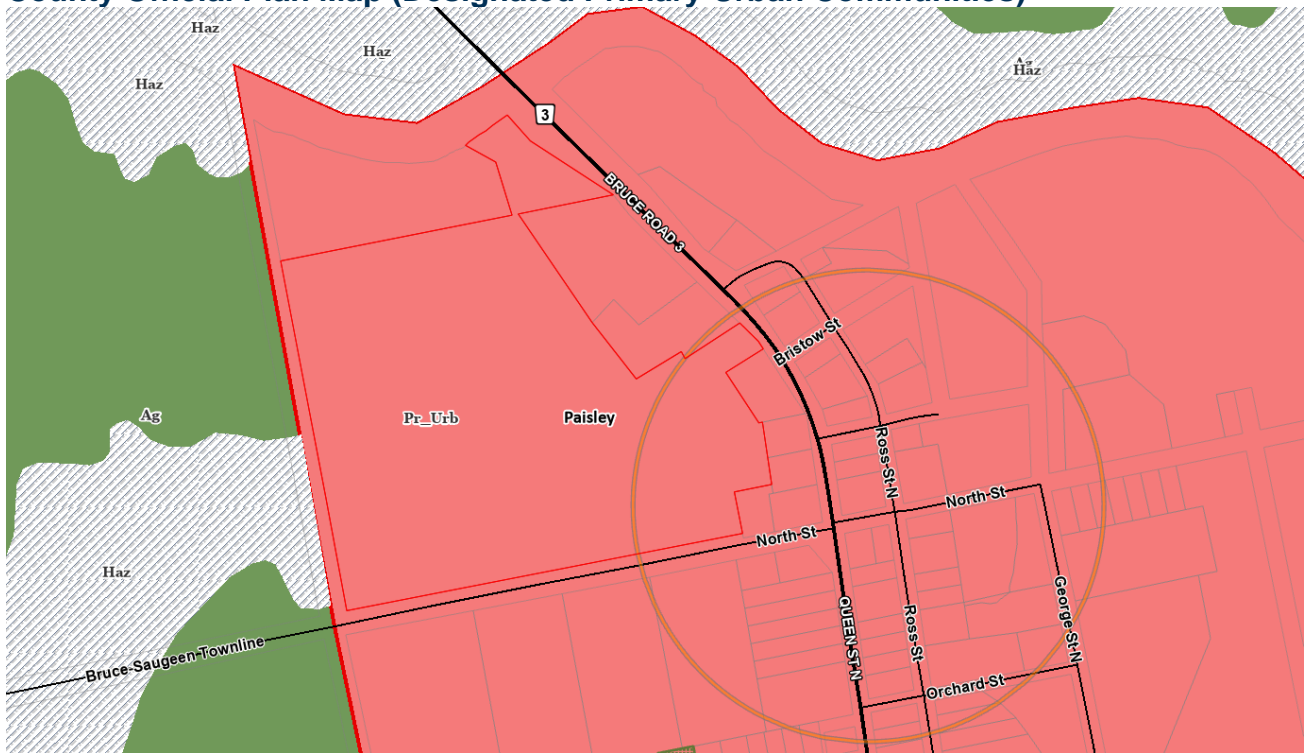 County Official Plan Map (Designated Primary Urban Communities)
Haz
Haz
Haz
Ag
Haz
3
BRUCE ROAD 3
Bristow St
Ag
Pr_Urb
Paisley
Ross St N
North St
North St
Haz
George St N
QUEEN ST N
Ross St
Bruce-Saugeen Townline
Orchard St